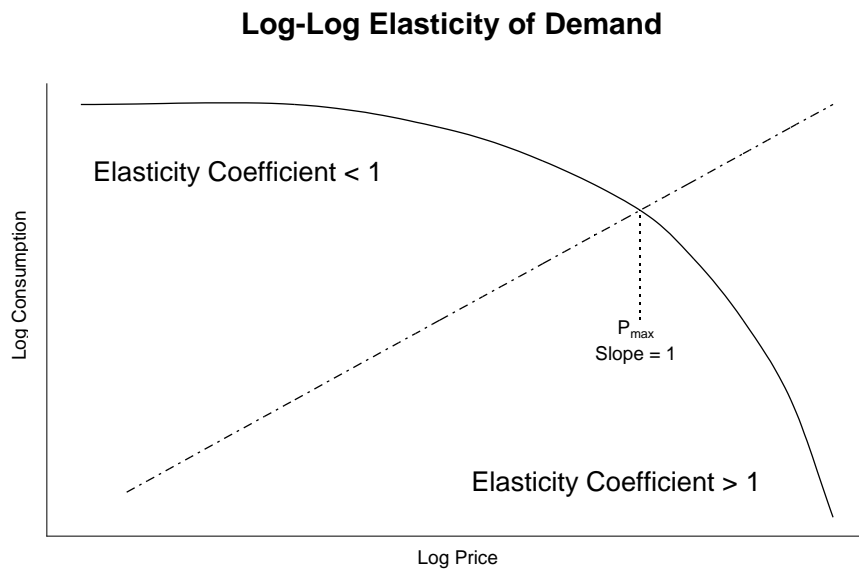 Log-Log Elasticity of Demand
Elasticity Coefficient < 1
Log Consumption
Pmax
Slope = 1
Elasticity Coefficient > 1
Log Price